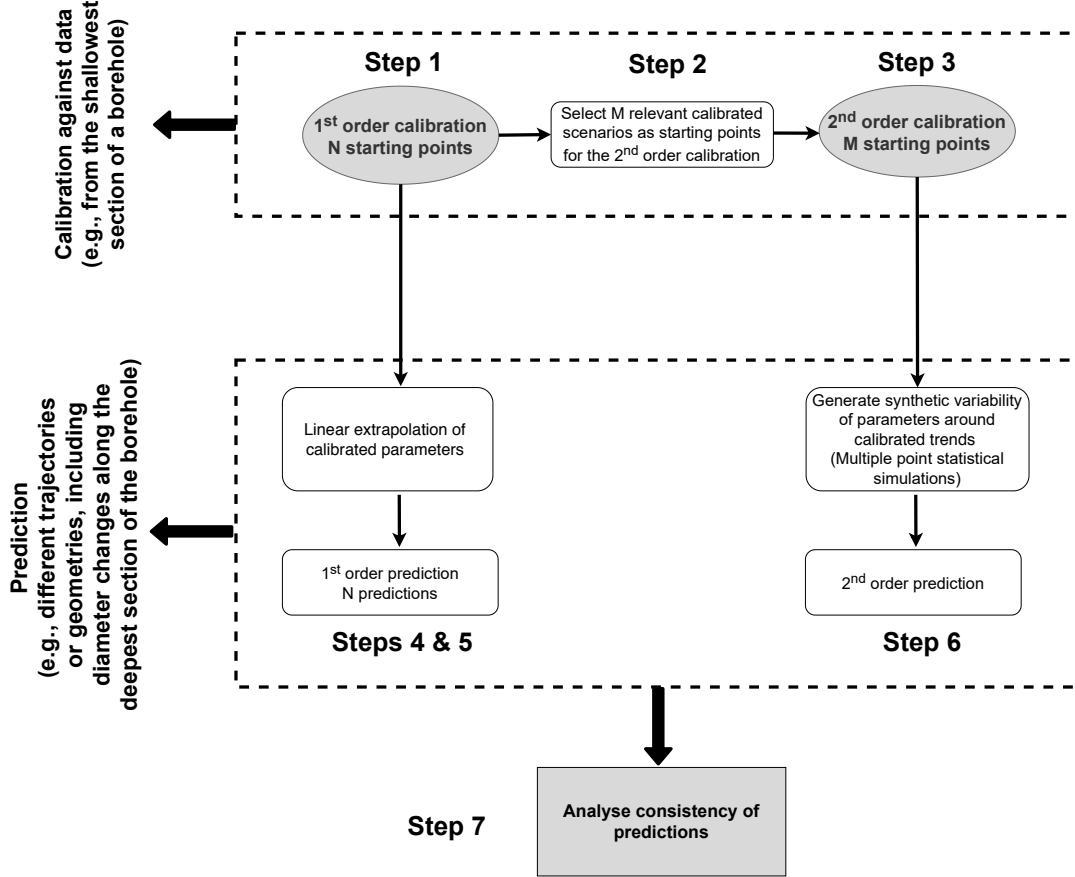 Calibration against data
(e.g., from the shallowest
section of a borehole)
Step 1
Step 2
Step 3
1st order calibration
N starting points
Select M relevant calibrated
scenarios as starting points
for the 2nd order calibration
2nd order calibration
M starting points
Prediction
(e.g., different trajectories
or geometries, including
diameter changes along the
deepest section of the borehole)
Linear extrapolation of
calibrated parameters
Generate synthetic variability
of parameters around
calibrated trends
(Multiple point statistical
simulations)
1st order prediction
N predictions
2nd order prediction
Steps 4 & 5
Step 6
Step 7
Analyse consistency of
predictions